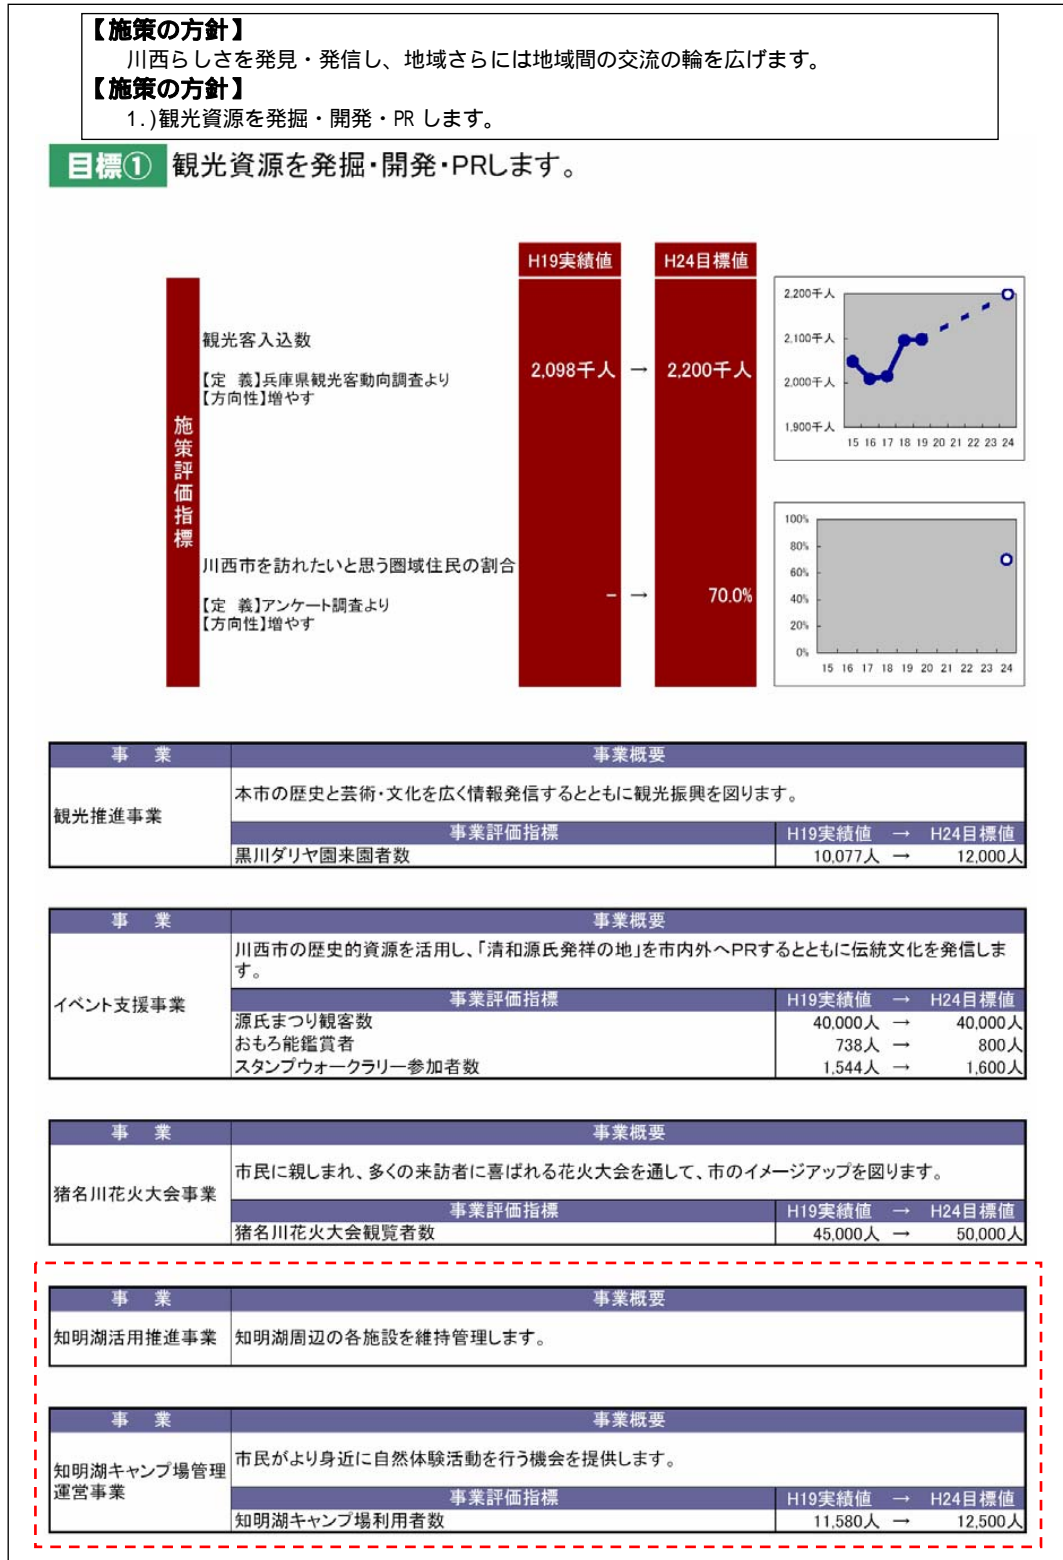 【施策の方針】
川西らしさを発見・発信し、地域さらには地域間の交流の輪を広げます。
【施策の方針】
1.)観光資源を発掘・開発・PRします。
目標① 観光資源を発掘・開発・PRします。
H19実績値 H24目標値
施策評価指標
観光客入込数
【定 義】兵庫県観光客動向調査より
【方向性】増やす
2,098千人 → 2,200千人
2,200千人
2,100千人
2,000千人
1,900千人
15 16 17 18 19 20 21 22 23 24
川西市を訪れたいと思う圏域住民の割合
【定 義】アンケート調査より
【方向性】増やす
− → 70.0%
100%
80%
60%
40%
20%
0%
15 16 17 18 19 20 21 22 23 24
事 業 事業概要
観光推進事業
本市の歴史と芸術・文化を広く情報発信するとともに観光振興を図ります。
事業評価指標 H19実績値 → H24目標値
黒川ダリヤ園来園者数 10,077人 → 12,000人
事 業 事業概要
イベント支援事業
川西市の歴史的資源を活用し、「清和源氏発祥の地」を市内外へPRするとともに伝統文化を発信しま
す。
事業評価指標 H19実績値 → H24目標値
源氏まつり観客数 40,000人 → 40,000人
おもろ能鑑賞者 738人 → 800人
スタンプウォークラリー参加者数 1,544人 → 1,600人
事 業 事業概要
猪名川花火大会事業
市民に親しまれ、多くの来訪者に喜ばれる花火大会を通して、市のイメージアップを図ります。
事業評価指標 H19実績値 → H24目標値
猪名川花火大会観覧者数 45,000人 → 50,000人
事 業 事業概要
知明湖活用推進事業 知明湖周辺の各施設を維持管理します。
事 業 事業概要
知明湖キャンプ場管理
運営事業
市民がより身近に自然体験活動を行う機会を提供します。
事業評価指標 H19実績値 → H24目標値
知明湖キャンプ場利用者数 11,580人 → 12,500人